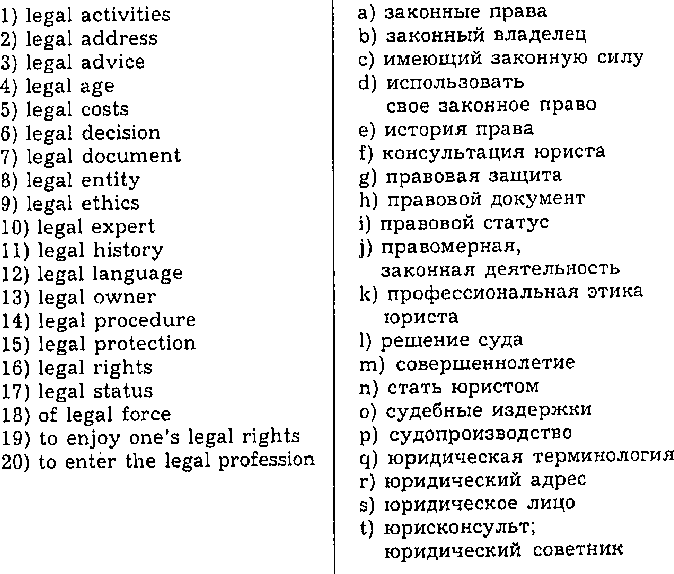 1) legal activities
2) legal address
3) legal advice
4) legal age
5) legal costs
6) legal decision
7) legal document
8) legal entity
9) legal ethics
10) legal expert
11) legal history
12) legal language
13) legal owner
14) legal procedure
15) legal protection
16) legal rights
17) legal status
18) of legal force
19) to enjoy one's legal rights
20) to enter the legal profession
a) законные права
b) законный владелец
c) имеющий законную силу
d) использовать
свое законное право
e) история права
f) консультация юриста
g) правовая защита
h) правовой документ
i) правовой статус
j) правомерная,
законная деятельность
k) профессиональная этика
юриста
l) решение суда
m) совершеннолетие
n) стать юристом
o) судебные издержки
p) судопроизводство
q) юридическая терминология
r) юридический адрес
s) юридическое лицо
t) юрисконсульт;
юридический советник